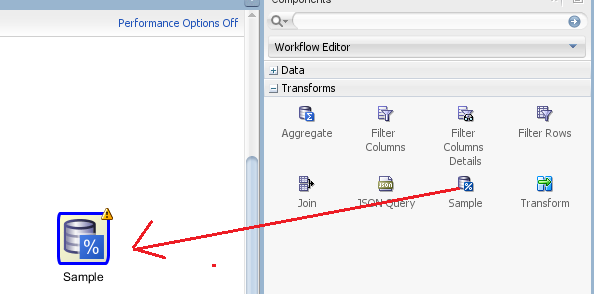 Components
Performance Options Off
Workflow Editor
Data
Transforms
Aggregate
Filter
Columns
Filter
Columns
Details
Filter Rows
Join
JSON Query
Sample
Transform
%
Sample